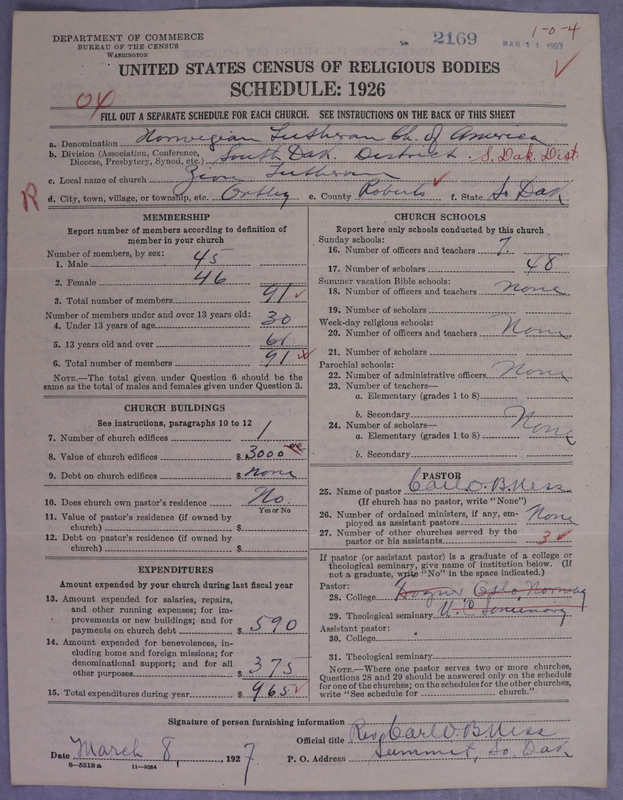 DEPARTMENT OF COMMERCE
BUREAU OF THE CENSUS
WASHINGTON
2169
MAR 11 1927
1-0-4
UNITED STATES CENSUS OF RELIGIOUS BODIES
SCHEDULE: 1926
04
FILL OUT A SEPARATE SCHEDULE FOR EACH CHURCH. SEE INSTRUCTIONS ON THE BACK OF THIS SHEET
a. Denomination Norwegian Lutheran Ch. of America
b. Division (Association, Conference, Diocese, Presbytery, Synod, etc.) South Dak. District. S. Dak. Dist.
c. Local name of church Zion Lutheran
R
d. City, town, village, or township, etc. Ortley e. County Roberts f. State So Dak
MEMBERSHIP
Report number of members according to definition of
member in your church
Number of members, by sex:
1. Male 45
2. Female 46
3. Total number of members 91
Number of members under and over 13 years old:
4. Under 13 years of age 30
5. 13 years old and over 61
6. Total number of members 91
NOTE.—The total given under Question 6 should be the
same as the total of males and females given under Question 3.
CHURCH BUILDINGS
See instructions, paragraphs 10 to 12
7. Number of church edifices 1
8. Value of church edifices $ 3000 00
9. Debt on church edifices $ none
10. Does church own pastor's residence No.
Yes or No
11. Value of pastor's residence (if owned by
church) $
12. Debt on pastor's residence (if owned by
church) $
EXPENDITURES
Amount expended by your church during last fiscal year
13. Amount expended for salaries, repairs,
and other running expenses; for im-
provements or new buildings; and for
payments on church debt $ 590
14. Amount expended for benevolences, in-
cluding home and foreign missions; for
denominational support; and for all
other purposes $ 375
15. Total expenditures during year $ 965
CHURCH SCHOOLS
Report here only schools conducted by this church
Sunday schools:
16. Number of officers and teachers 7.
17. Number of scholars 48
Summer vacation Bible schools:
18. Number of officers and teachers none
19. Number of scholars
Week-day religious schools:
20. Number of officers and teachers None
21. Number of scholars
Parochial schools:
22. Number of administrative officers None
23. Number of teachers—
a. Elementary (grades 1 to 8)
b. Secondary
24. Number of scholars— None
a. Elementary (grades 1 to 8)
b. Secondary
PASTOR
25. Name of pastor Carl O. B. Ness
(If church has no pastor, write "None")
26. Number of ordained ministers, if any, em-
ployed as assistant pastors None
27. Number of other churches served by the
pastor or his assistants 3
If pastor (or assistant pastor) is a graduate of a college or
theological seminary, give name of institution below. (If
not a graduate, write "No" in the space indicated.)
Pastor:
28. College Oslo Norway
29. Theological seminary U. C. Seminary
Assistant pastor:
30. College
31. Theological seminary
NOTE.—Where one pastor serves two or more churches,
Questions 28 and 29 should be answered only on the schedule
for one of the churches; on the schedules for the other churches,
write "See schedule for church."
Signature of person furnishing information
Official title Rev. Carl O. B. Ness
Date March 8, 1927 P. O. Address Summit, So. Dak
8—5518 a 11—9054